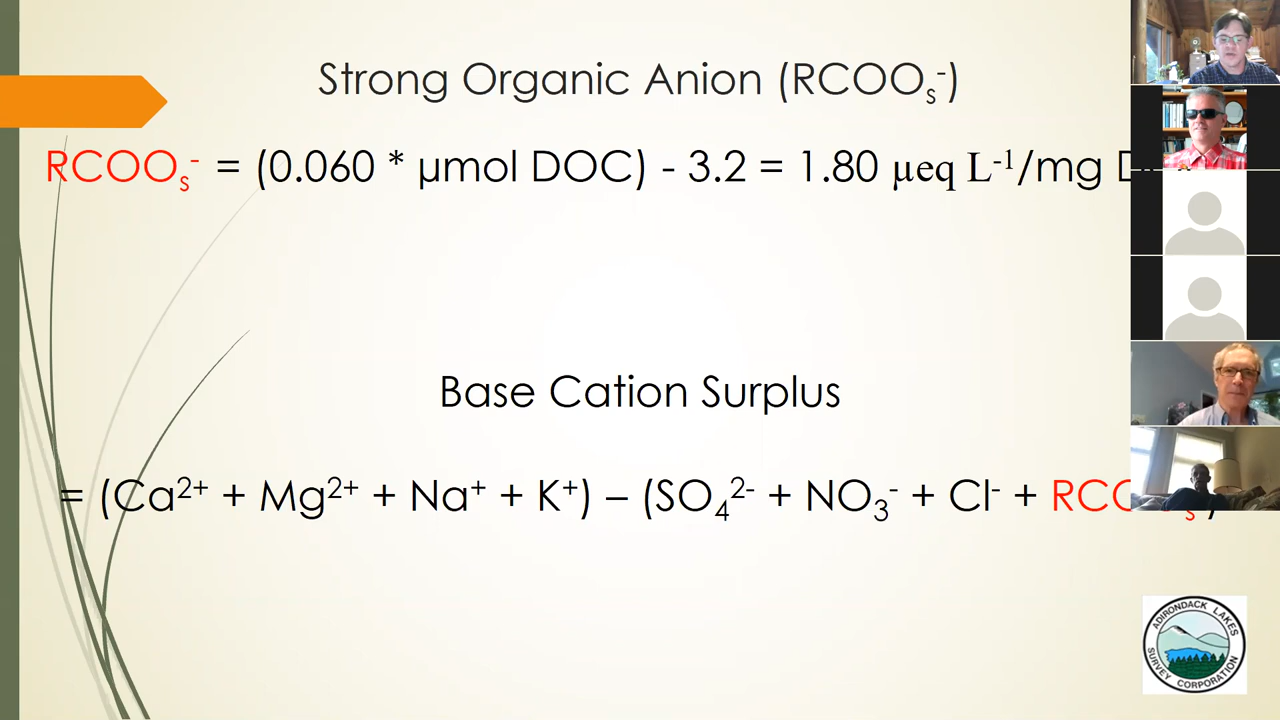 Strong Organic Anion (RCOOₛ⁻)
RCOOₛ⁻ = (0.060 * µmol DOC) - 3.2 = 1.80 µeq L⁻¹/mg
Base Cation Surplus
= (Ca²⁺ + Mg²⁺ + Na⁺ + K⁺) – (SO₄²⁻ + NO₃⁻ + Cl⁻ +
ADIRONDACK LAKES
SURVEY CORPORATION